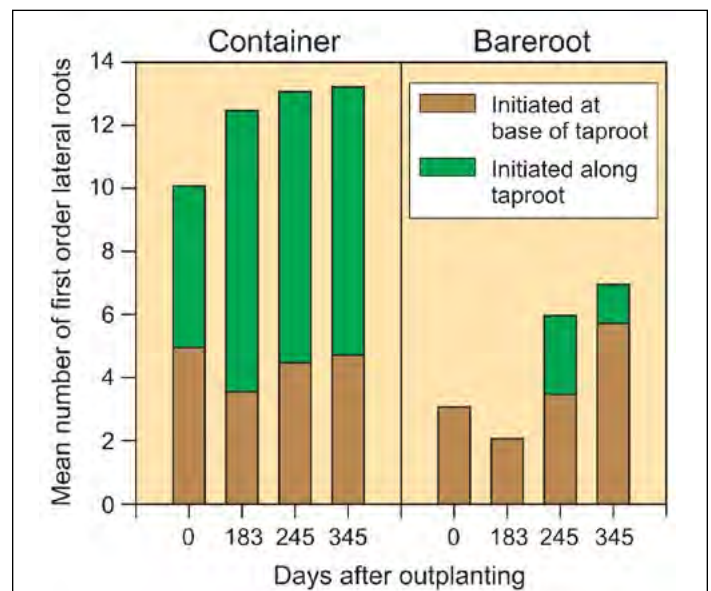 Container
Bareroot
Mean number of first order lateral roots
14
12
10
8
6
4
2
0
Initiated at
base of taproot
Initiated along
taproot
0 183 245 345
0 183 245 345
Days after outplanting